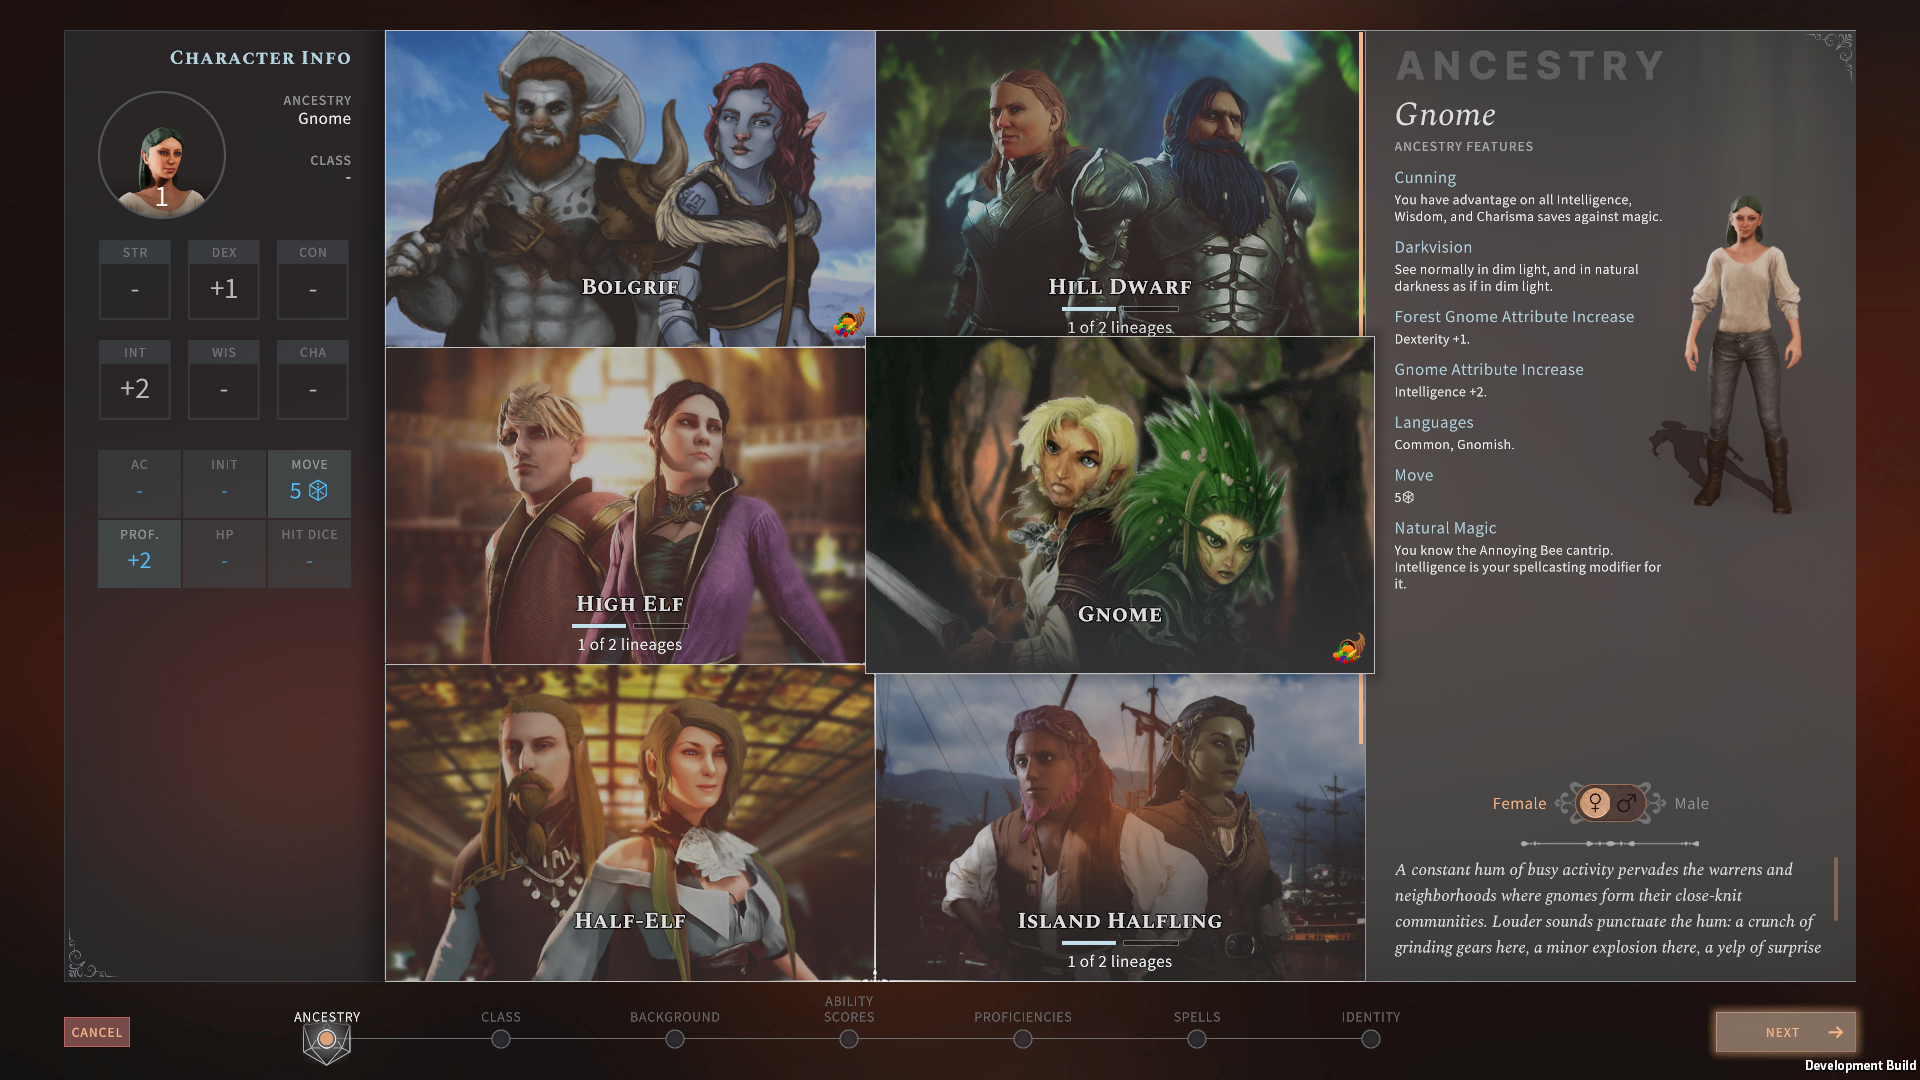 CHARACTER INFO
ANCESTRY
Gnome
CLASS
-
1
STR
DEX
CON
-
+1
-
INT
WIS
CHA
+2
-
-
AC
INIT
MOVE
-
-
5
PROF.
HP
HIT DICE
+2
-
-
BOLGRIF
HILL DWARF
1 of 2 lineages
HIGH ELF
1 of 2 lineages
GNOME
HALF-ELF
ISLAND HALFLING
1 of 2 lineages
ANCESTRY
Gnome
ANCESTRY FEATURES
Cunning
You have advantage on all Intelligence,
Wisdom, and Charisma saves against magic.
Darkvision
See normally in dim light, and in natural
darkness as if in dim light.
Forest Gnome Attribute Increase
Dexterity +1.
Gnome Attribute Increase
Intelligence +2.
Languages
Common, Gnomish.
Move
5
Natural Magic
You know the Annoying Bee cantrip.
Intelligence is your spellcasting modifier for
it.
Female
Male
A constant hum of busy activity pervades the warrens and
neighborhoods where gnomes form their close-knit
communities. Louder sounds punctuate the hum: a crunch of
grinding gears here, a minor explosion there, a yelp of surprise
CANCEL
ANCESTRY
CLASS
BACKGROUND
ABILITY
SCORES
PROFICIENCIES
SPELLS
IDENTITY
NEXT
Development Build